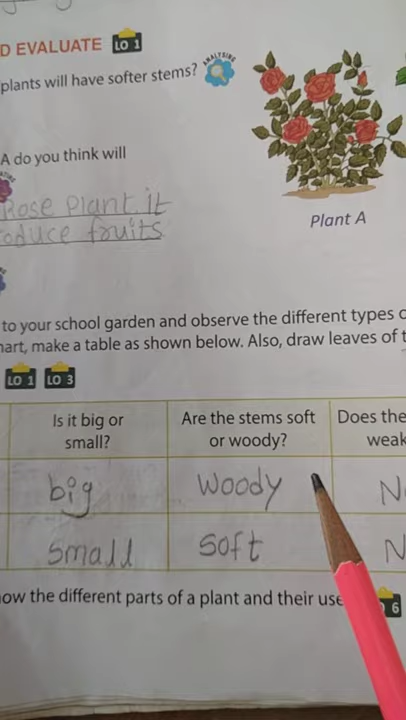 D EVALUATE LO 1
plants will have softer stems?
ANALYSING
A do you think will
Rose Plant. it
oduce fruits
Plant A
to your school garden and observe the different types
hart, make a table as shown below. Also, draw leaves of
LO 1 LO 3
Is it big or small?
Are the stems soft or woody?
Does the weak
big
Woody
N
small
soft
N
ow the different parts of a plant and their use
6